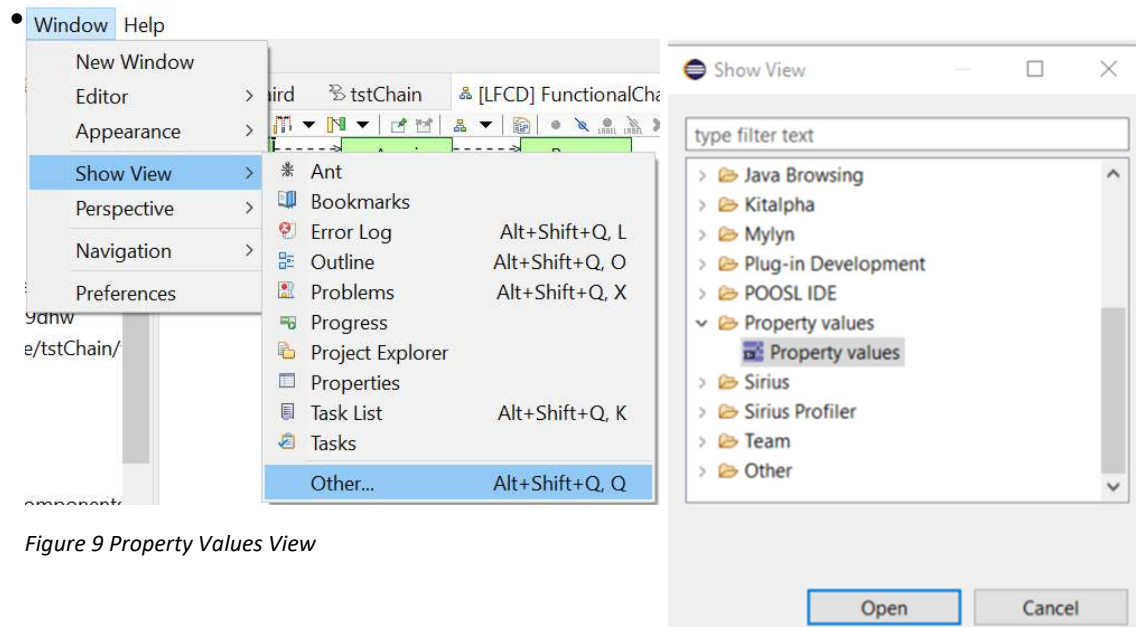 Window Help
New Window
Editor
Appearance
Show View
Perspective
Navigation
Preferences
tstChain
[LFCD] FunctionalCha
e/tstChain/
Ant
Bookmarks
Error Log Alt+Shift+Q, L
Outline Alt+Shift+Q, O
Problems Alt+Shift+Q, X
Progress
Project Explorer
Properties
Task List Alt+Shift+Q, K
Tasks
Other... Alt+Shift+Q, Q
Figure 9 Property Values View
Show View
type filter text
Java Browsing
Kitalpha
Mylyn
Plug-in Development
POOSL IDE
Property values
Property values
Sirius
Sirius Profiler
Team
Other
Open Cancel